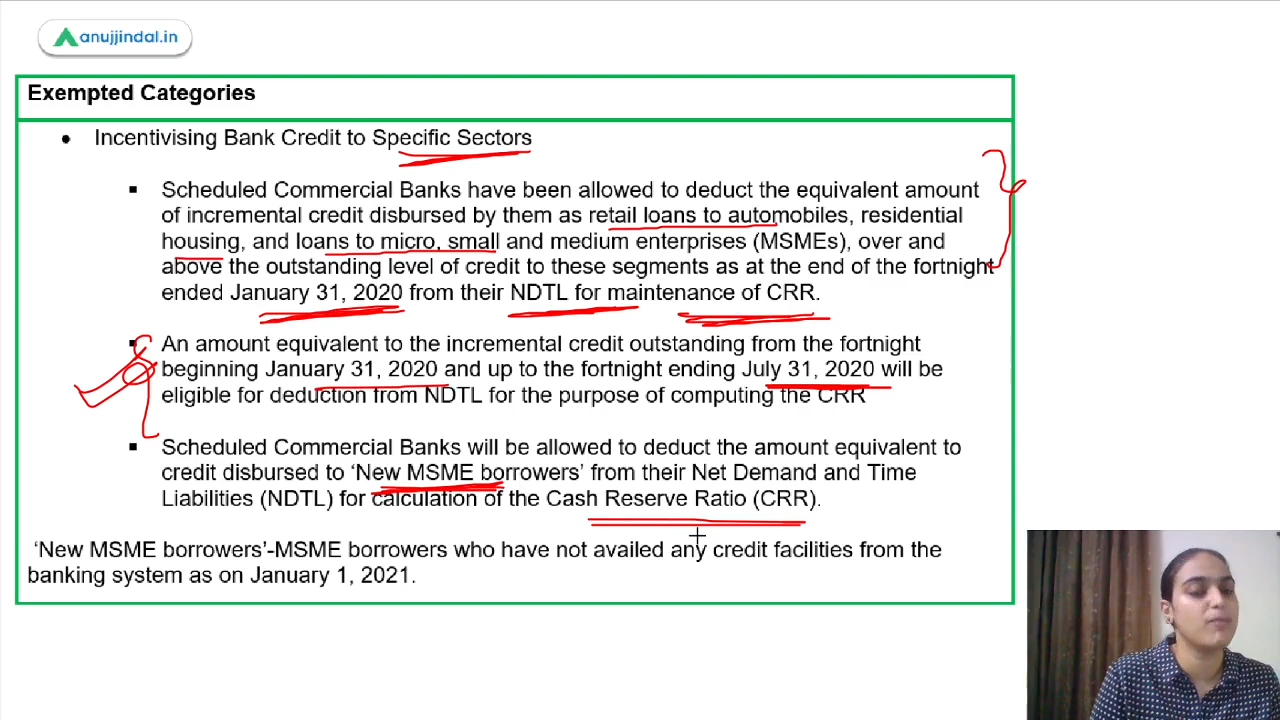 anujjindal.in
Exempted Categories
• Incentivising Bank Credit to Specific Sectors
▪ Scheduled Commercial Banks have been allowed to deduct the equivalent amount
of incremental credit disbursed by them as retail loans to automobiles, residential
housing, and loans to micro, small and medium enterprises (MSMEs), over and
above the outstanding level of credit to these segments as at the end of the fortnight
ended January 31, 2020 from their NDTL for maintenance of CRR.
▪ An amount equivalent to the incremental credit outstanding from the fortnight
beginning January 31, 2020 and up to the fortnight ending July 31, 2020 will be
eligible for deduction from NDTL for the purpose of computing the CRR
▪ Scheduled Commercial Banks will be allowed to deduct the amount equivalent to
credit disbursed to ‘New MSME borrowers’ from their Net Demand and Time
Liabilities (NDTL) for calculation of the Cash Reserve Ratio (CRR).
‘New MSME borrowers’-MSME borrowers who have not availed any credit facilities from the
banking system as on January 1, 2021.